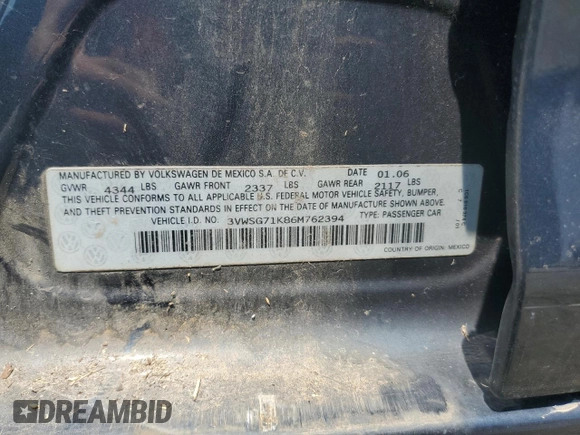 MANUFACTURED BY VOLKSWAGEN DE MEXICO S.A. DE C.V. 01.06
GVWR 4344 LBS GAWR FRONT 2337 LBS GAWR REAR 2117 LBS
THIS VEHICLE CONFORMS TO ALL APPLICABLE U.S. FEDERAL MOTOR VEHICLE SAFETY, BUMPER,
AND THEFT PREVENTION STANDARDS IN EFFECT ON THE DATE OF MANUFACTURE SHOWN ABOVE.
VEHICLE I.D. NO. 3VWSG71K86M762394 TYPE: PASSENGER CAR
COUNTRY OF ORIGIN: MEXICO
DREAMBID